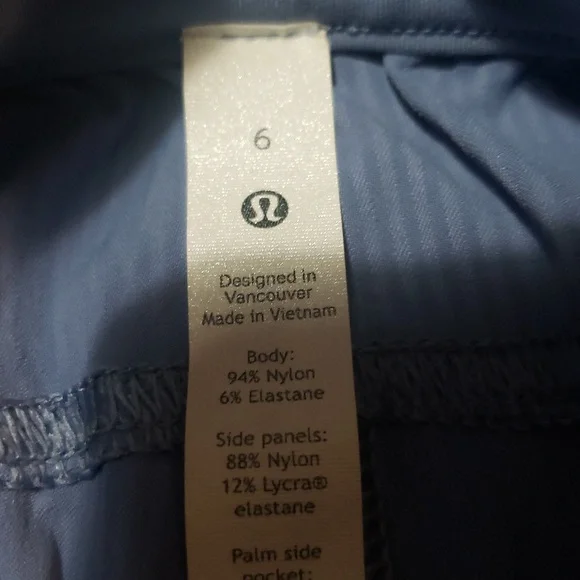 6
Designed in
Vancouver
Made in Vietnam
Body:
94% Nylon
6% Elastane
Side panels:
88% Nylon
12% Lycra®
elastane
Palm side
pocket: